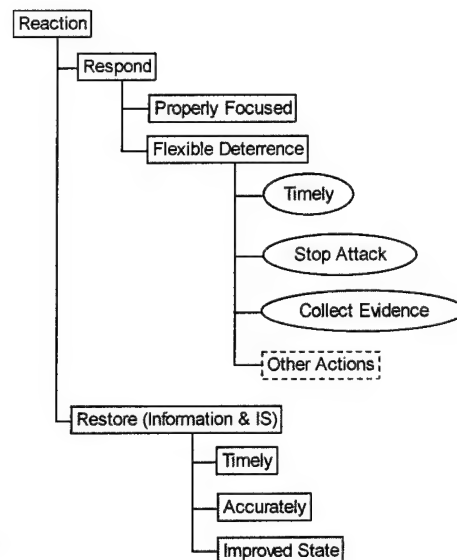 Reaction
Respond
Properly Focused
Flexible Deterrence
Timely
Stop Attack
Collect Evidence
Other Actions
Restore (Information & IS)
Timely
Accurately
Improved State